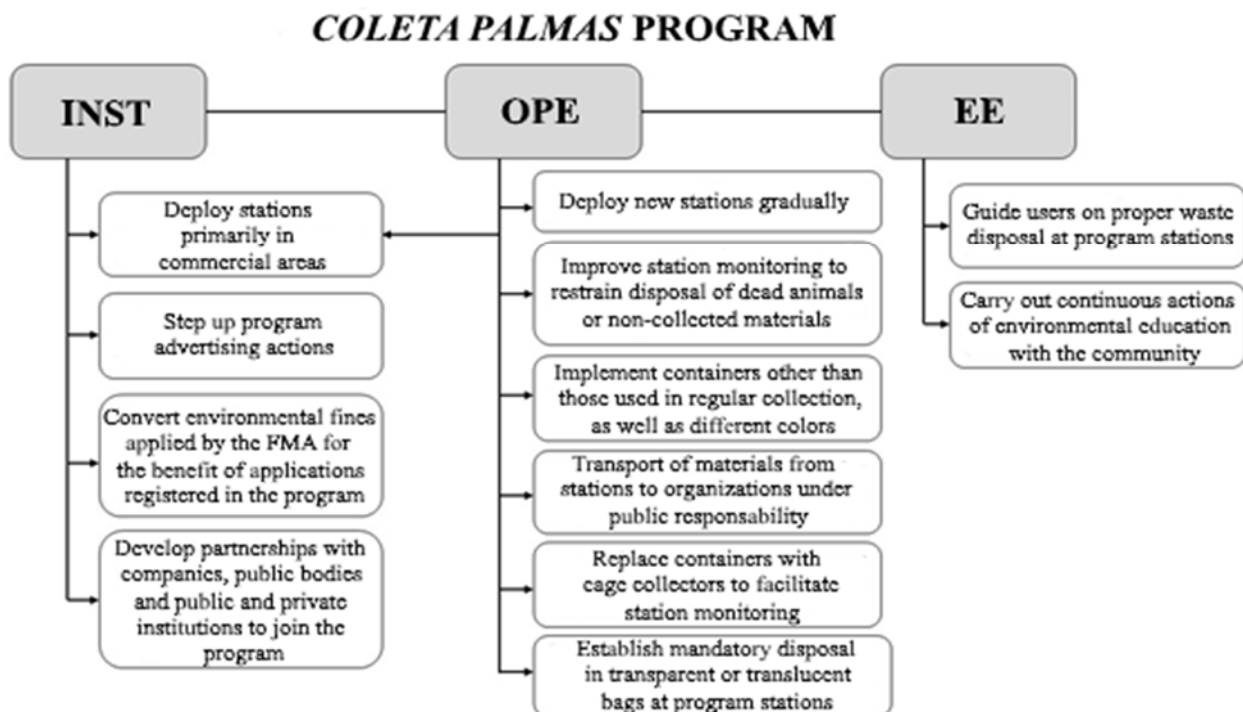 COLETA PALMAS PROGRAM
INST
Deploy stations
primarily in
commercial areas
Step up program
advertising actions
Convert environmental fines
applied by the FMA for
the benefit of applications
registered in the program
Develop partnerships with
companies, public bodies
and public and private
institutions to join the
program
OPE
Deploy new stations gradually
Improve station monitoring to
restrain disposal of dead animals
or non-collected materials
Implement containers other than
those used in regular collection,
as well as different colors
Transport of materials from
stations to organizations under
public responsability
Replace containers with
cage collectors to facilitate
station monitoring
Establish mandatory disposal
in transparent or translucent
bags at program stations
EE
Guide users on proper waste
disposal at program stations
Carry out continuous actions
of environmental education
with the community